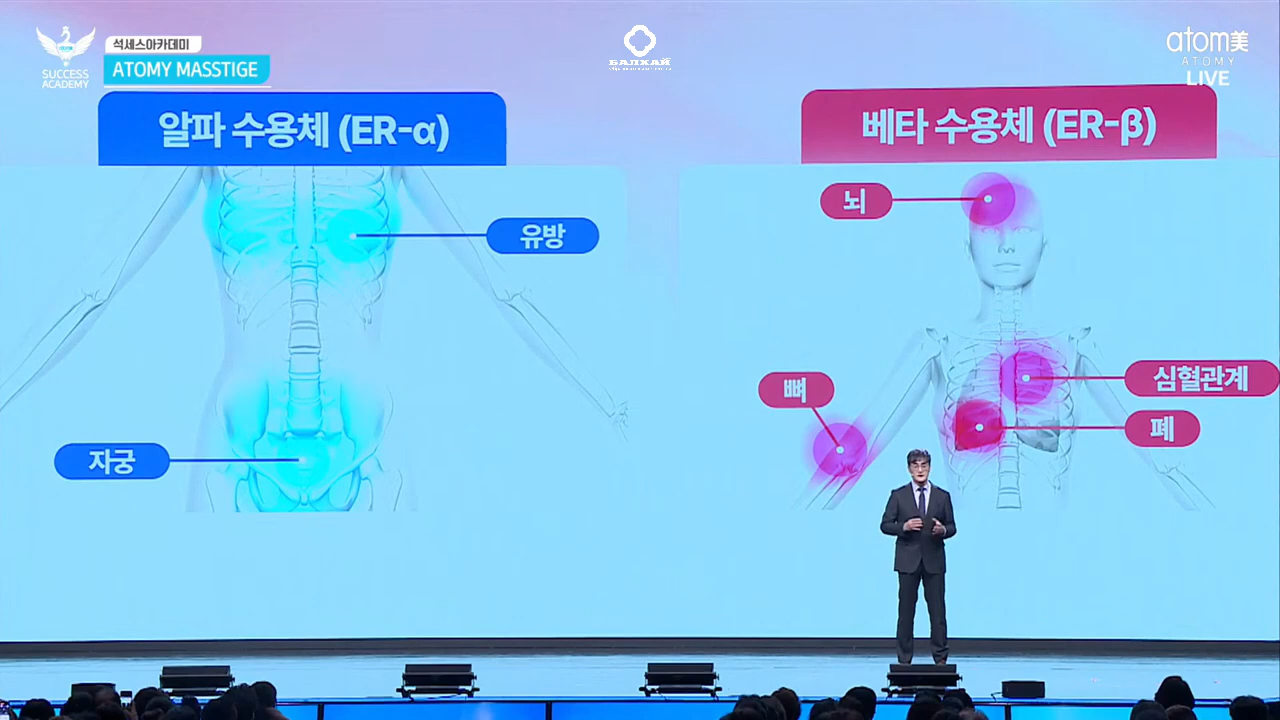 SUCCESS
ACADEMY
석세스아카데미
ATOMY MASSTIGE
БАЛХАЙ
atom美
ATOMY
LIVE
알파 수용체 (ER-α)
유방
자궁
베타 수용체 (ER-β)
뇌
뼈
심혈관계
폐